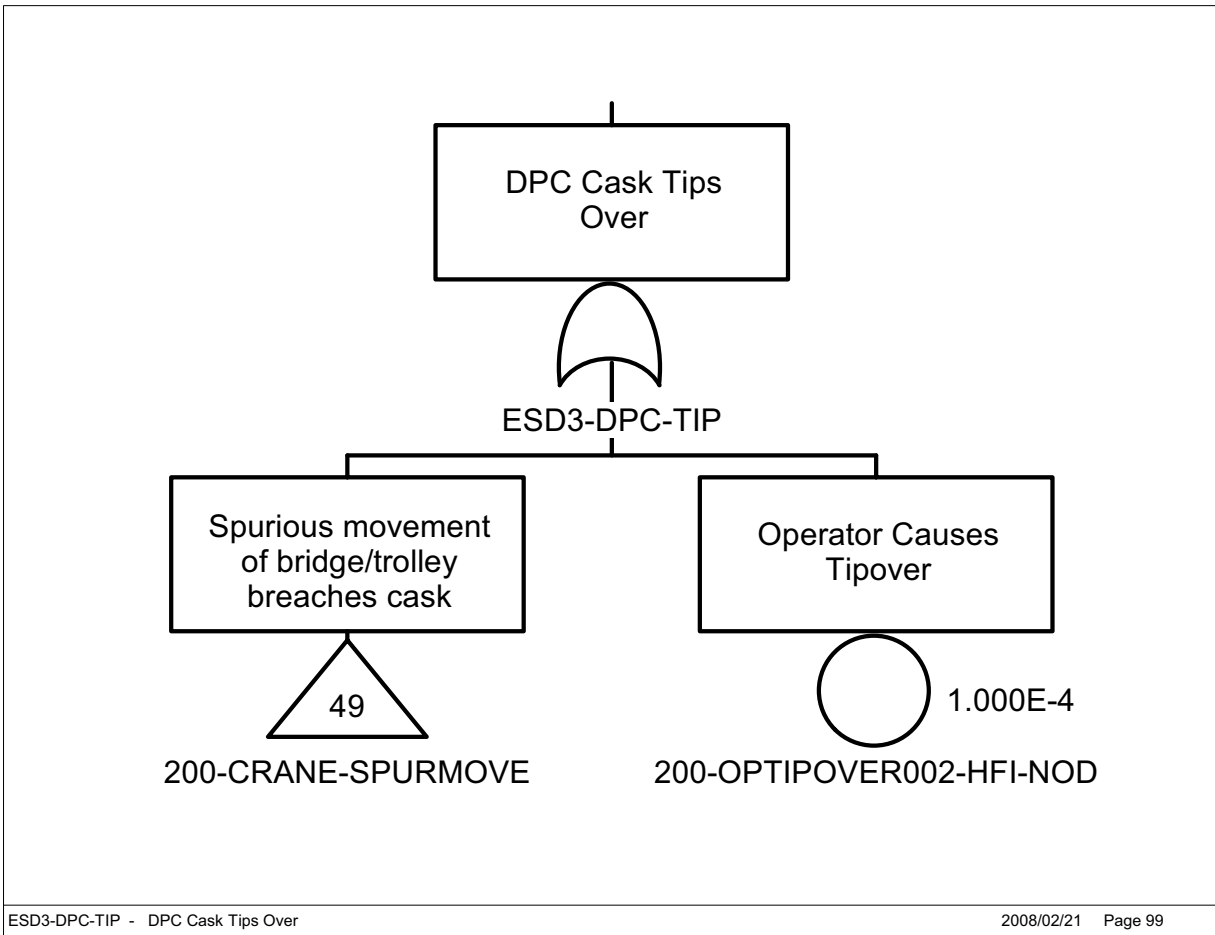 DPC Cask Tips
Over
ESD3-DPC-TIP
Spurious movement
of bridge/trolley
breaches cask
49
200-CRANE-SPURMOVE
Operator Causes
Tipover
1.000E-4
200-OPTIPOVER002-HFI-NOD
ESD3-DPC-TIP - DPC Cask Tips Over
2008/02/21 Page 99